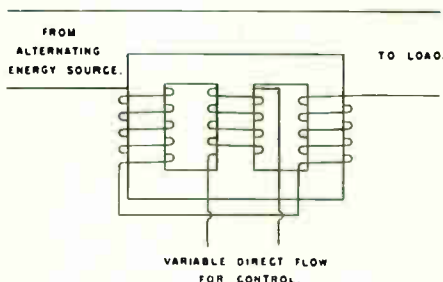 FROM
ALTERNATING
ENERGY SOURCE.
TO LOAD.
VARIABLE DIRECT FLOW
FOR CONTROL.